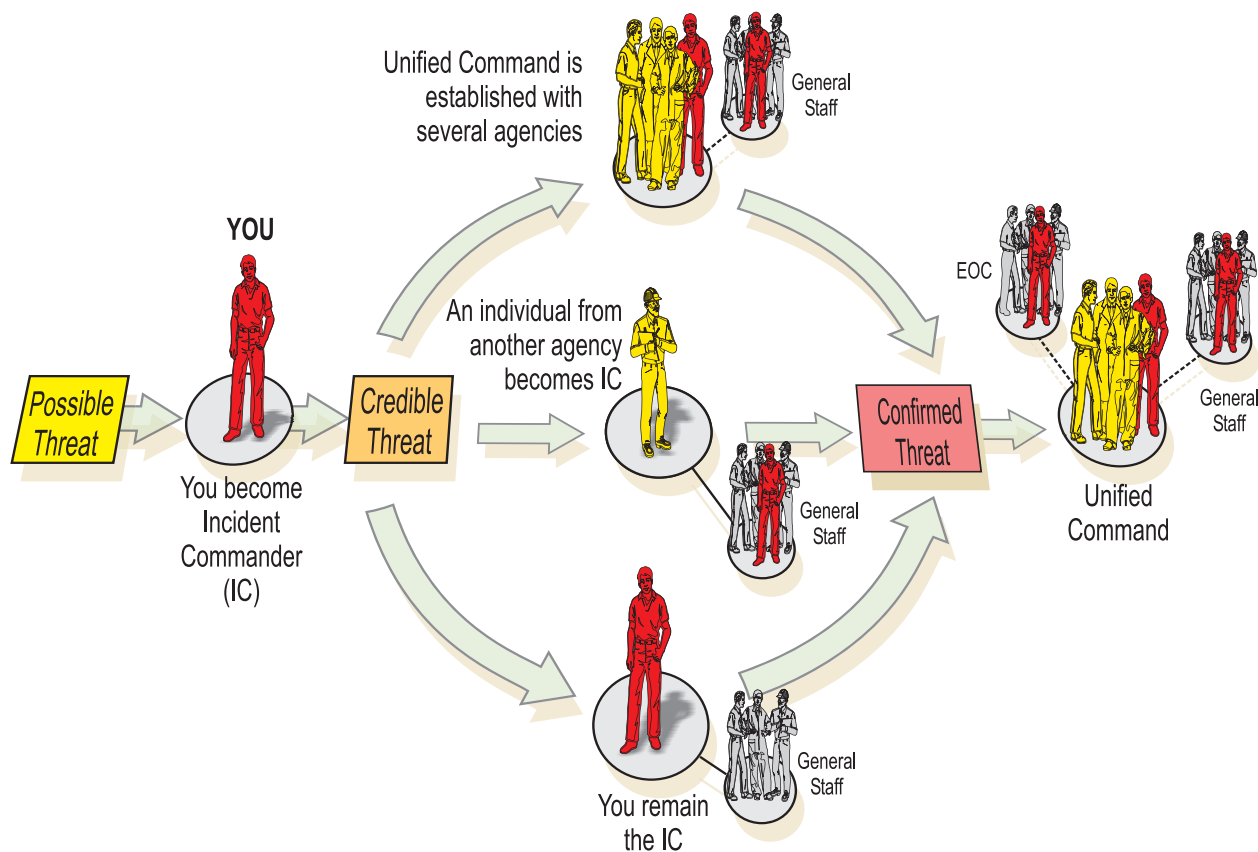 Unified Command is
established with
several agencies
General
Staff
YOU
EOC
An individual from
another agency
becomes IC
Possible
Threat
Credible
Threat
Confirmed
Threat
General
Staff
You become
Incident
Commander
(IC)
General
Staff
Unified
Command
You remain
the IC
General
Staff